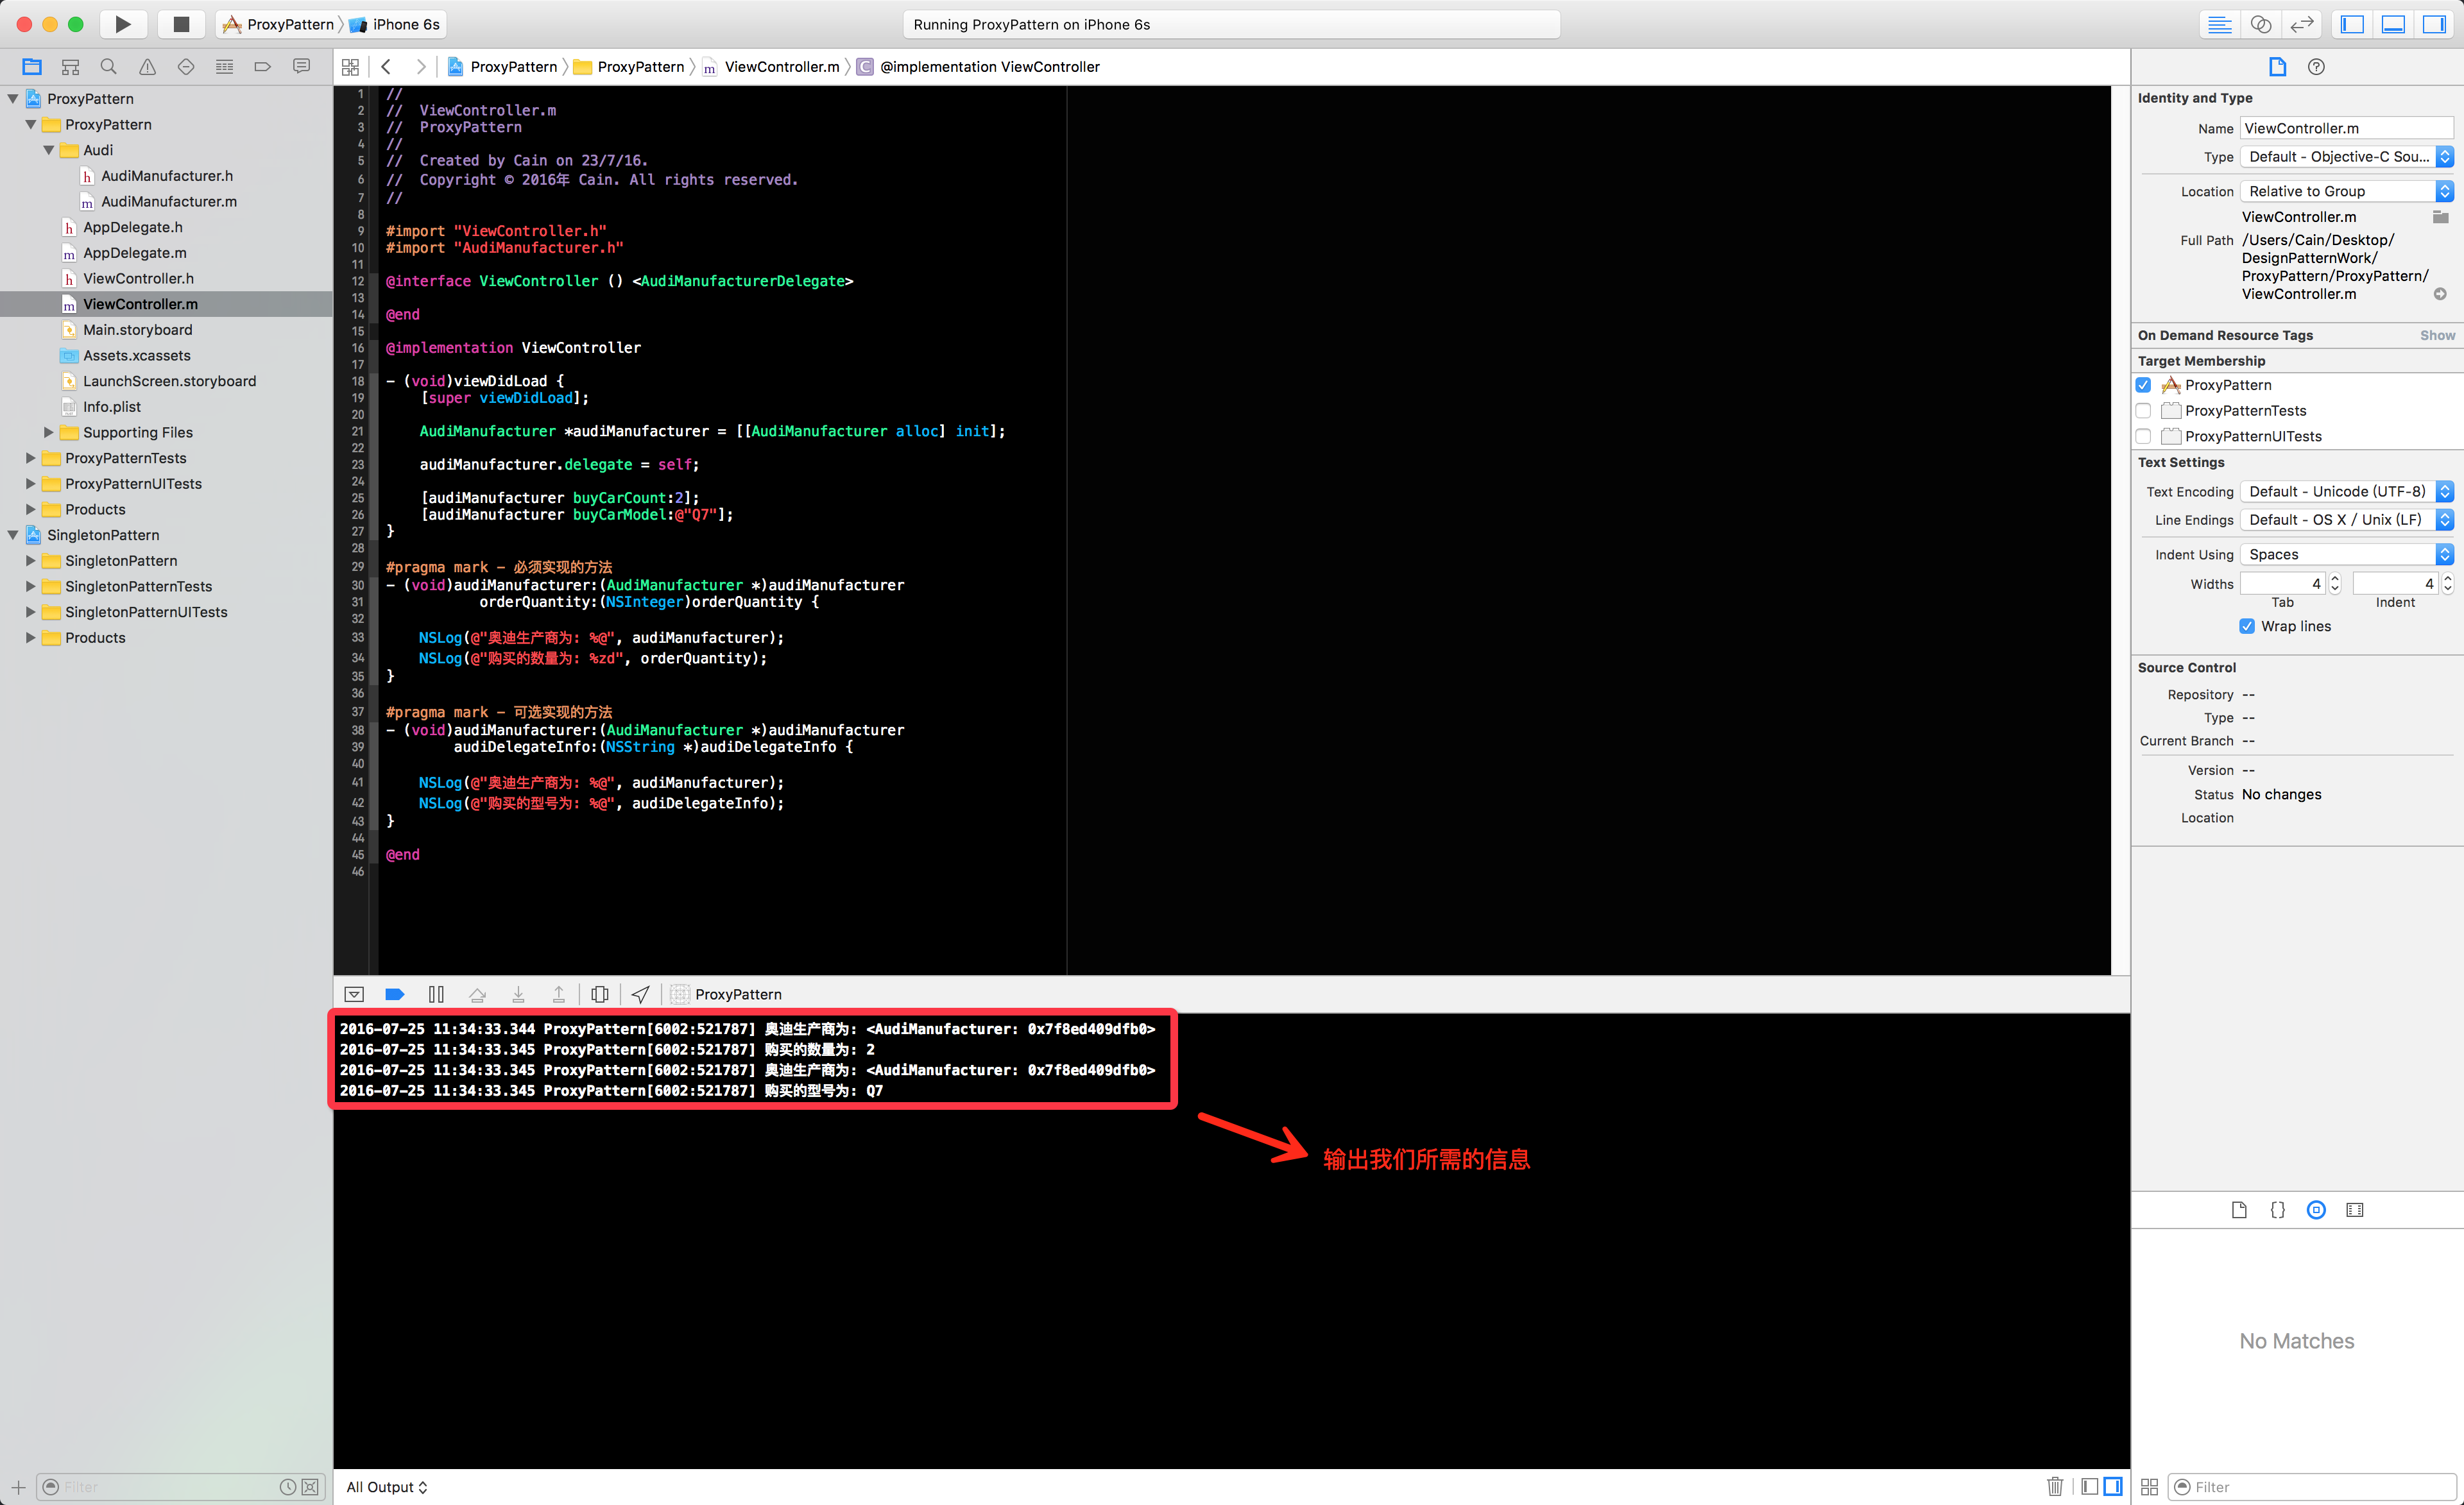 ProxyPattern
iPhone 6s
Running ProxyPattern on iPhone 6s
ProxyPattern
ProxyPattern
ViewController.m
@implementation ViewController
ProxyPattern
ProxyPattern
Audi
AudiManufacturer.h
AudiManufacturer.m
AppDelegate.h
AppDelegate.m
ViewController.h
ViewController.m
Main.storyboard
Assets.xcassets
LaunchScreen.storyboard
Info.plist
Supporting Files
ProxyPatternTests
ProxyPatternUITests
Products
SingletonPattern
SingletonPattern
SingletonPatternTests
SingletonPatternUITests
Products
Filter
1 //
2 //  ViewController.m
3 //  ProxyPattern
4 //
5 //  Created by Cain on 23/7/16.
6 //  Copyright © 2016年 Cain. All rights reserved.
7 //
8
9 #import "ViewController.h"
10 #import "AudiManufacturer.h"
11
12 @interface ViewController () <AudiManufacturerDelegate>
13
14 @end
15
16 @implementation ViewController
17
18 - (void)viewDidLoad {
19     [super viewDidLoad];
20
21     AudiManufacturer *audiManufacturer = [[AudiManufacturer alloc] init];
22
23     audiManufacturer.delegate = self;
24
25     [audiManufacturer buyCarCount:2];
26     [audiManufacturer buyCarModel:@"Q7"];
27 }
28
29 #pragma mark - 必须实现的方法
30 - (void)audiManufacturer:(AudiManufacturer *)audiManufacturer
31            orderQuantity:(NSInteger)orderQuantity {
32
33     NSLog(@"奥迪生产商为: %@", audiManufacturer);
34     NSLog(@"购买的数量为: %zd", orderQuantity);
35 }
36
37 #pragma mark - 可选实现的方法
38 - (void)audiManufacturer:(AudiManufacturer *)audiManufacturer
39         audiDelegateInfo:(NSString *)audiDelegateInfo {
40
41     NSLog(@"奥迪生产商为: %@", audiManufacturer);
42     NSLog(@"购买的型号为: %@", audiDelegateInfo);
43 }
44
45 @end
46
ProxyPattern
2016-07-25 11:34:33.344 ProxyPattern[6002:521787] 奥迪生产商为: <AudiManufacturer: 0x7f8ed409dfb0>
2016-07-25 11:34:33.345 ProxyPattern[6002:521787] 购买的数量为: 2
2016-07-25 11:34:33.345 ProxyPattern[6002:521787] 奥迪生产商为: <AudiManufacturer: 0x7f8ed409dfb0>
2016-07-25 11:34:33.345 ProxyPattern[6002:521787] 购买的型号为: Q7
输出我们所需的信息
All Output
Identity and Type
Name ViewController.m
Type Default - Objective-C Sou...
Location Relative to Group
ViewController.m
Full Path /Users/Cain/Desktop/
DesignPatternWork/
ProxyPattern/ProxyPattern/
ViewController.m
On Demand Resource Tags Show
Target Membership
ProxyPattern
ProxyPatternTests
ProxyPatternUITests
Text Settings
Text Encoding Default - Unicode (UTF-8)
Line Endings Default - OS X / Unix (LF)
Indent Using Spaces
Widths 4 4
Tab Indent
Wrap lines
Source Control
Repository --
Type --
Current Branch --
Version --
Status No changes
Location
No Matches
Filter